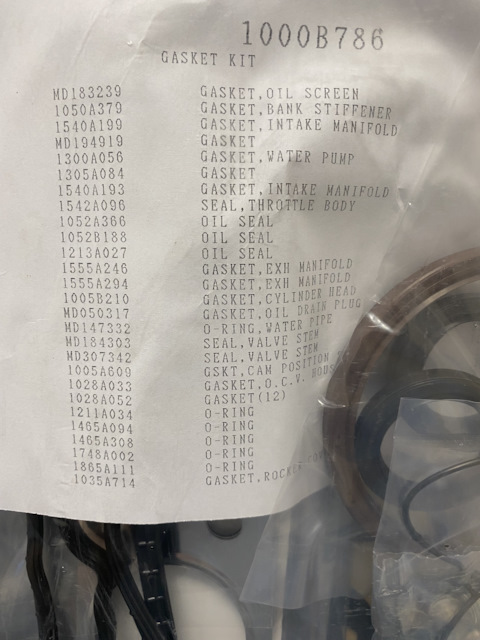 1000B786
GASKET KIT
MD183239 GASKET,OIL SCREEN
1050A379 GASKET,BANK STIFFENER
1540A199 GASKET,INTAKE MANIFOLD
MD194919 GASKET
1300A056 GASKET,WATER PUMP
1305A084 GASKET
1540A193 GASKET,INTAKE MANIFOLD
1542A096 SEAL,THROTTLE BODY
1052A366 OIL SEAL
1052B188 OIL SEAL
1213A027 OIL SEAL
1555A246 GASKET,EXH MANIFOLD
1555A294 GASKET,EXH MANIFOLD
1005B210 GASKET,CYLINDER HEAD
MD050317 GASKET,OIL DRAIN PLUG
MD147332 O-RING,WATER PIPE
MD184303 SEAL,VALVE STEM
MD307342 SEAL,VALVE STEM
1005A609 GSKT,CAM POSITION
1028A033 GASKET,O.C.V.
1028A052 GASKET(12)
1211A034 O-RING
1465A094 O-RING
1465A308 O-RING
1748A002 O-RING
1865A111 O-RING
1035A714 GASKET,ROCKER